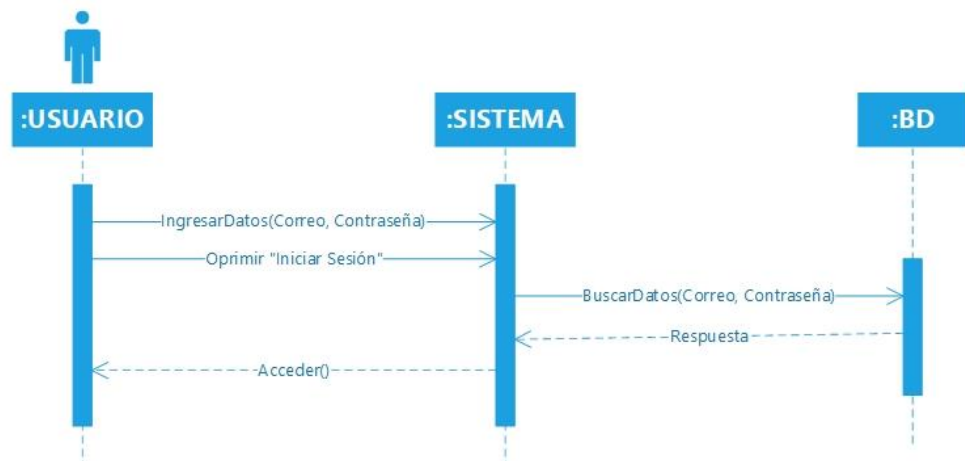 :USUARIO
:SISTEMA
:BD
IngresarDatos(Correo, Contraseña)
Oprimir "Iniciar Sesión"
BuscarDatos(Correo, Contraseña)
Respuesta
Acceder()